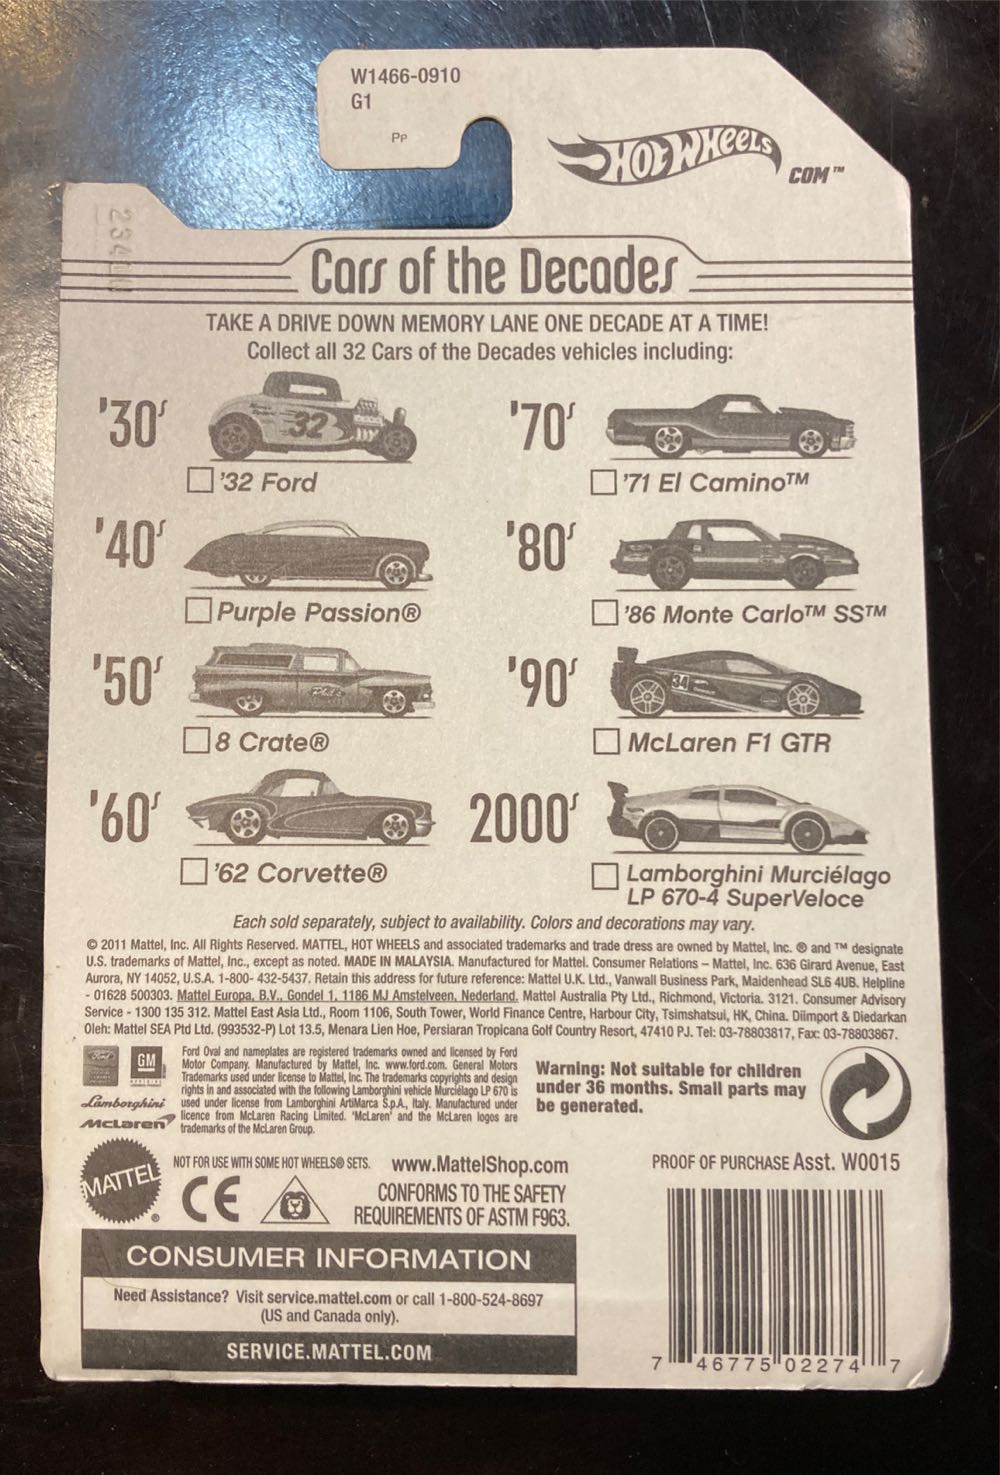 W1466-0910
G1
PP
HOT WHEELS
COM™
Cars of the Decades
TAKE A DRIVE DOWN MEMORY LANE ONE DECADE AT A TIME!
Collect all 32 Cars of the Decades vehicles including:
'30s
32
'32 Ford
'40s
Purple Passion®
'50s
Phil's
8 Crate®
'60s
'62 Corvette®
'70s
'71 El Camino™
'80s
'86 Monte Carlo™ SS™
'90s
34
McLaren F1 GTR
2000s
Lamborghini Murciélago
LP 670-4 SuperVeloce
Each sold separately, subject to availability. Colors and decorations may vary.
© 2011 Mattel, Inc. All Rights Reserved. MATTEL, HOT WHEELS and associated trademarks and trade dress are owned by Mattel, Inc. ® and ™ designate
U.S. trademarks of Mattel, Inc., except as noted. MADE IN MALAYSIA. Manufactured for Mattel. Consumer Relations – Mattel, Inc. 636 Girard Avenue, East
Aurora, NY 14052, U.S.A. 1-800- 432-5437. Retain this address for future reference: Mattel U.K. Ltd., Vanwall Business Park, Maidenhead SL6 4UB. Helpline
- 01628 500303. Mattel Europa, B.V., Gondel 1, 1186 MJ Amstelveen, Nederland. Mattel Australia Pty Ltd., Richmond, Victoria. 3121. Consumer Advisory
Service - 1300 135 312. Mattel East Asia Ltd., Room 1106, South Tower, World Finance Centre, Harbour City, Tsimshatsui, HK, China. Diimport & Diedarkan
Oleh: Mattel SEA Ptd Ltd. (993532-P) Lot 13.5, Menara Lien Hoe, Persiaran Tropicana Golf Country Resort, 47410 PJ. Tel: 03-78803817, Fax: 03-78803867.
Ford
GM
Lamborghini
McLaren
Ford Oval and nameplates are registered trademarks owned and licensed by Ford
Motor Company. Manufactured by Mattel, Inc. www.ford.com. General Motors
Trademarks used under license to Mattel, Inc. The trademarks copyrights and design
rights in and associated with the following Lamborghini vehicle Murciélago LP 670 is
used under license from Lamborghini ArtiMarca S.p.A., Italy. Manufactured under
licence from McLaren Racing Limited. 'McLaren' and the McLaren logos are
trademarks of the McLaren Group.
Warning: Not suitable for children
under 36 months. Small parts may
be generated.
MATTEL®
NOT FOR USE WITH SOME HOT WHEELS® SETS.
www.MattelShop.com
CE
CONFORMS TO THE SAFETY
REQUIREMENTS OF ASTM F963.
PROOF OF PURCHASE Asst. W0015
CONSUMER INFORMATION
Need Assistance? Visit service.mattel.com or call 1-800-524-8697
(US and Canada only).
SERVICE.MATTEL.COM
7 46775 02274 7